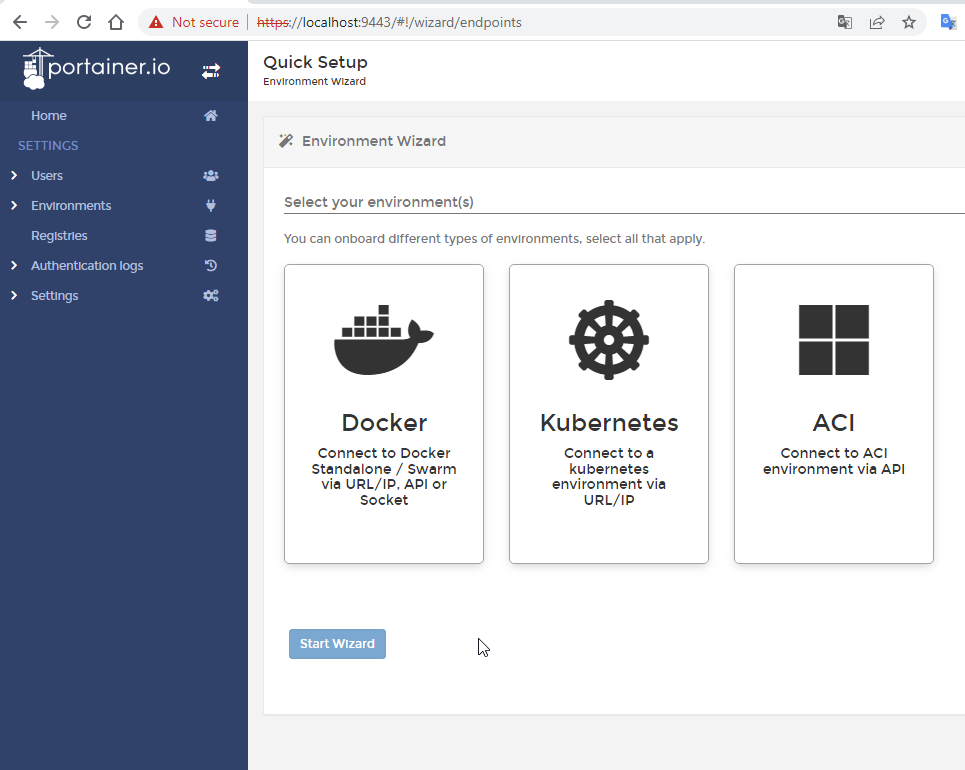 Not secure
https://localhost:9443/#!/wizard/endpoints
portainer.io
Home
SETTINGS
Users
Environments
Registries
Authentication logs
Settings
Quick Setup
Environment Wizard
Environment Wizard
Select your environment(s)
You can onboard different types of environments, select all that apply.
Docker
Connect to Docker
Standalone / Swarm
via URL/IP, API or
Socket
Kubernetes
Connect to a
kubernetes
environment via
URL/IP
ACI
Connect to ACI
environment via API
Start Wizard